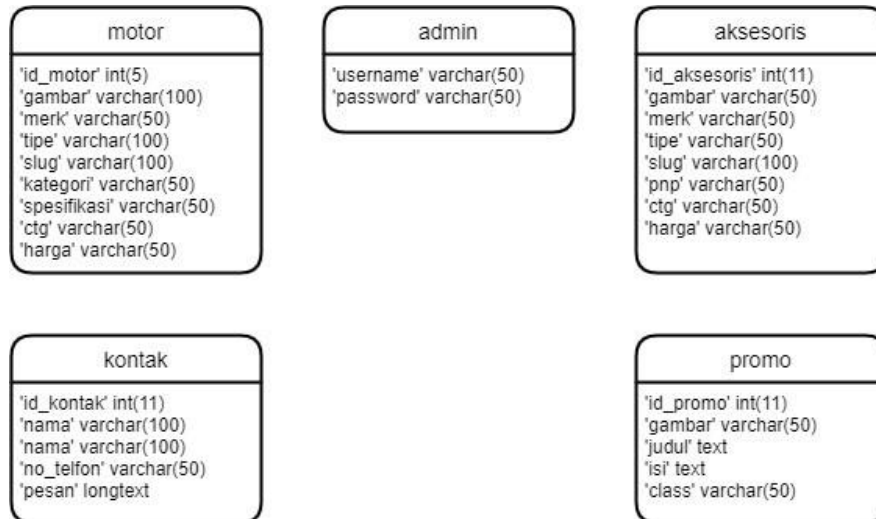 motor
'id_motor' int(5)
'gambar' varchar(100)
'merk' varchar(50)
'tipe' varchar(100)
'slug' varchar(100)
'kategori' varchar(50)
'spesifikasi' varchar(50)
'ctg' varchar(50)
'harga' varchar(50)
admin
'username' varchar(50)
'password' varchar(50)
aksesoris
'id_aksesoris' int(11)
'gambar' varchar(50)
'merk' varchar(50)
'tipe' varchar(50)
'slug' varchar(100)
'pnp' varchar(50)
'ctg' varchar(50)
'harga' varchar(50)
kontak
'id_kontak' int(11)
'nama' varchar(100)
'nama' varchar(100)
'no_telfon' varchar(50)
'pesan' longtext
promo
'id_promo' int(11)
'gambar' varchar(50)
'judul' text
'isi' text
'class' varchar(50)